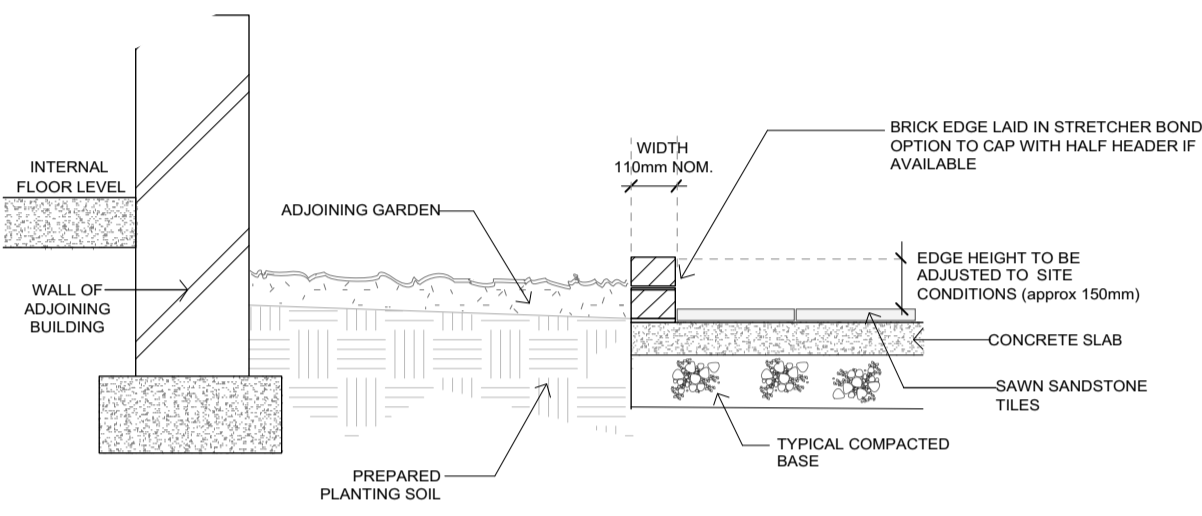 INTERNAL
FLOOR LEVEL
WALL OF
ADJOINING
BUILDING
ADJOINING GARDEN
PREPARED
PLANTING SOIL
WIDTH
110mm NOM.
BRICK EDGE LAID IN STRETCHER BOND
OPTION TO CAP WITH HALF HEADER IF
AVAILABLE
EDGE HEIGHT TO BE
ADJUSTED TO SITE
CONDITIONS (approx 150mm)
CONCRETE SLAB
SAWN SANDSTONE
TILES
TYPICAL COMPACTED
BASE